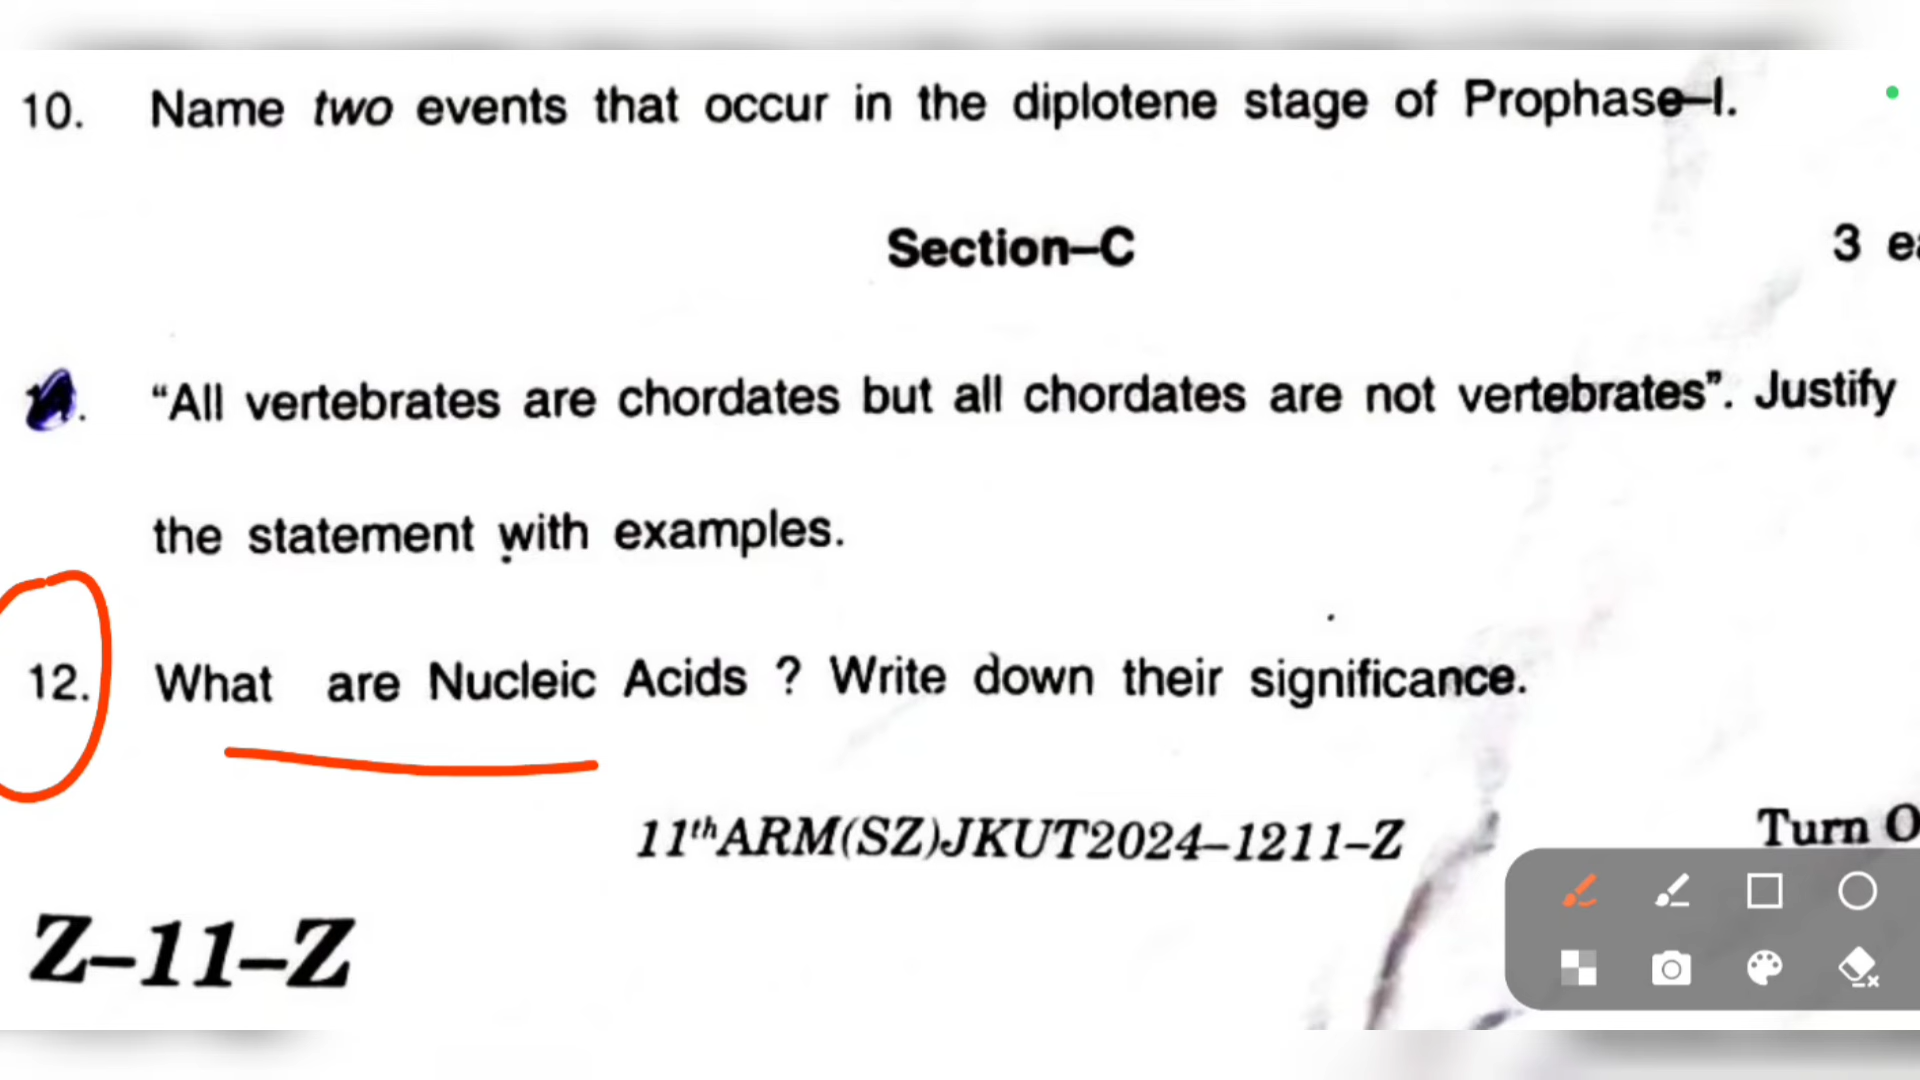 10. Name two events that occur in the diplotene stage of Prophase–I.
Section–C
3
“All vertebrates are chordates but all chordates are not vertebrates”. Justify
the statement with examples.
12. What are Nucleic Acids ? Write down their significance.
11thARM(SZ)JKUT2024–1211–Z
Turn
Z–11–Z